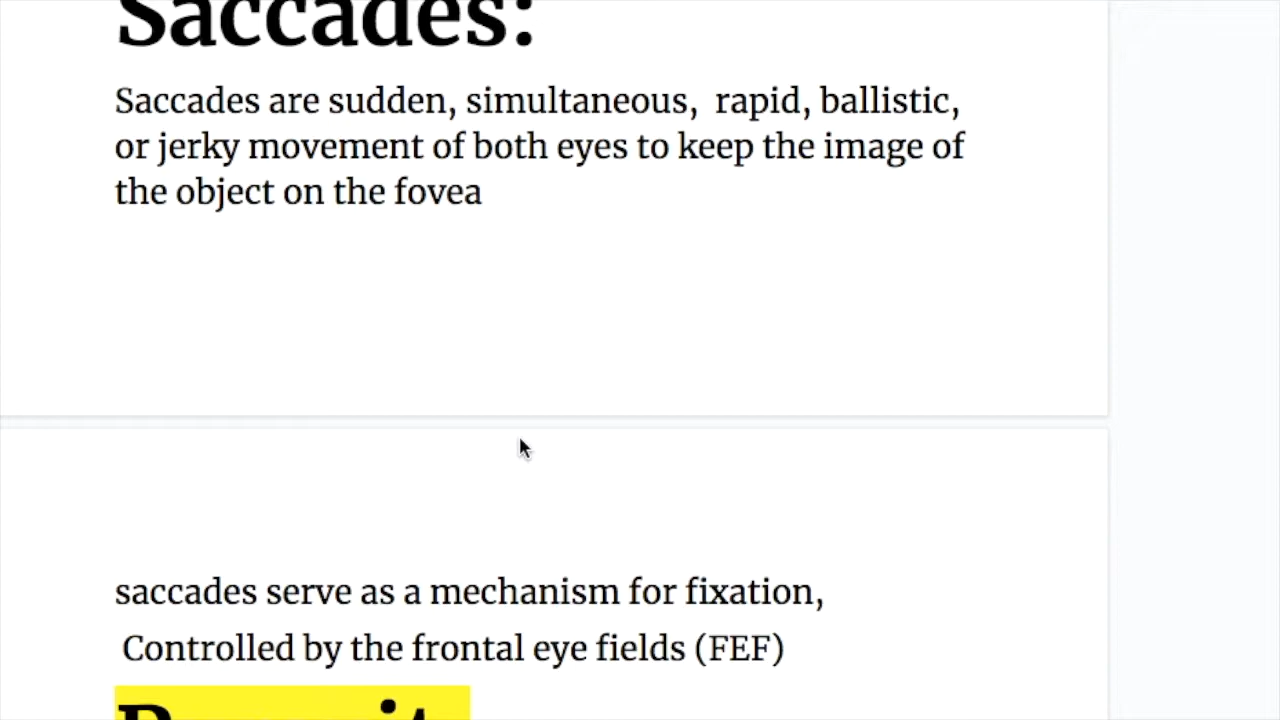 Saccades:
Saccades are sudden, simultaneous,  rapid, ballistic,
or jerky movement of both eyes to keep the image of
the object on the fovea
saccades serve as a mechanism for fixation,
Controlled by the frontal eye fields (FEF)